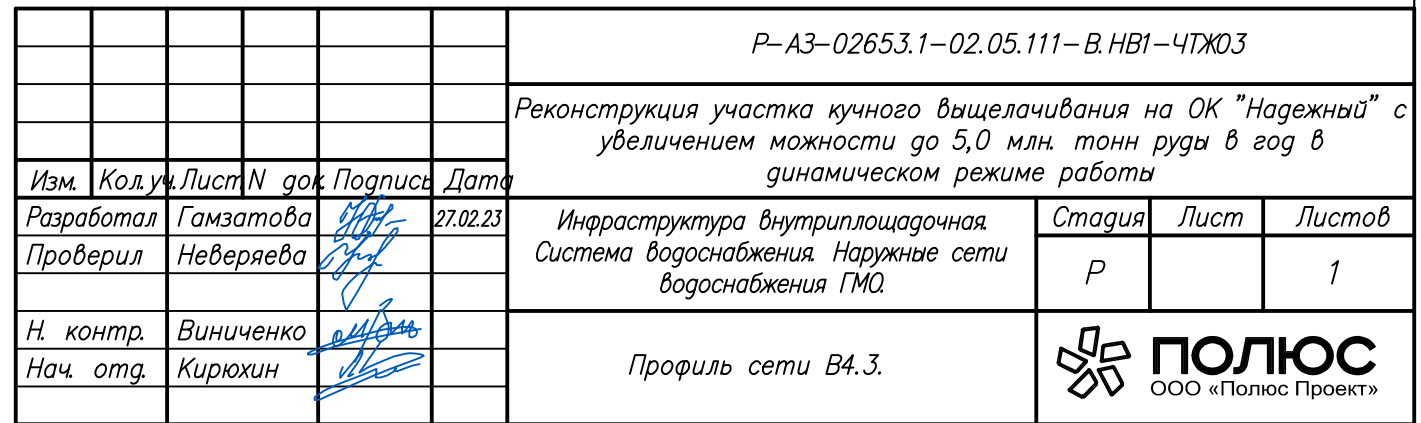 Р-АЗ-02653.1-02.05.111-В.НВ1-ЧТЖ03
Реконструкция участка кучного выщелачивания на ОК "Надежный" с
увеличением можности до 5,0 млн. тонн руды в год в
динамическом режиме работы
Изм. Кол.уч. Лист N док. Подпись Дата
Разработал Гамзатова 27.02.23
Проверил Неверяева
Инфраструктура внутриплощадочная.
Система водоснабжения. Наружные сети
водоснабжения ГМО.
Стадия Лист Листов
Р 1
Н. контр. Виниченко
Нач. отд. Кирюхин
Профиль сети В4.3.
ПОЛЮС
ООО «Полюс Проект»